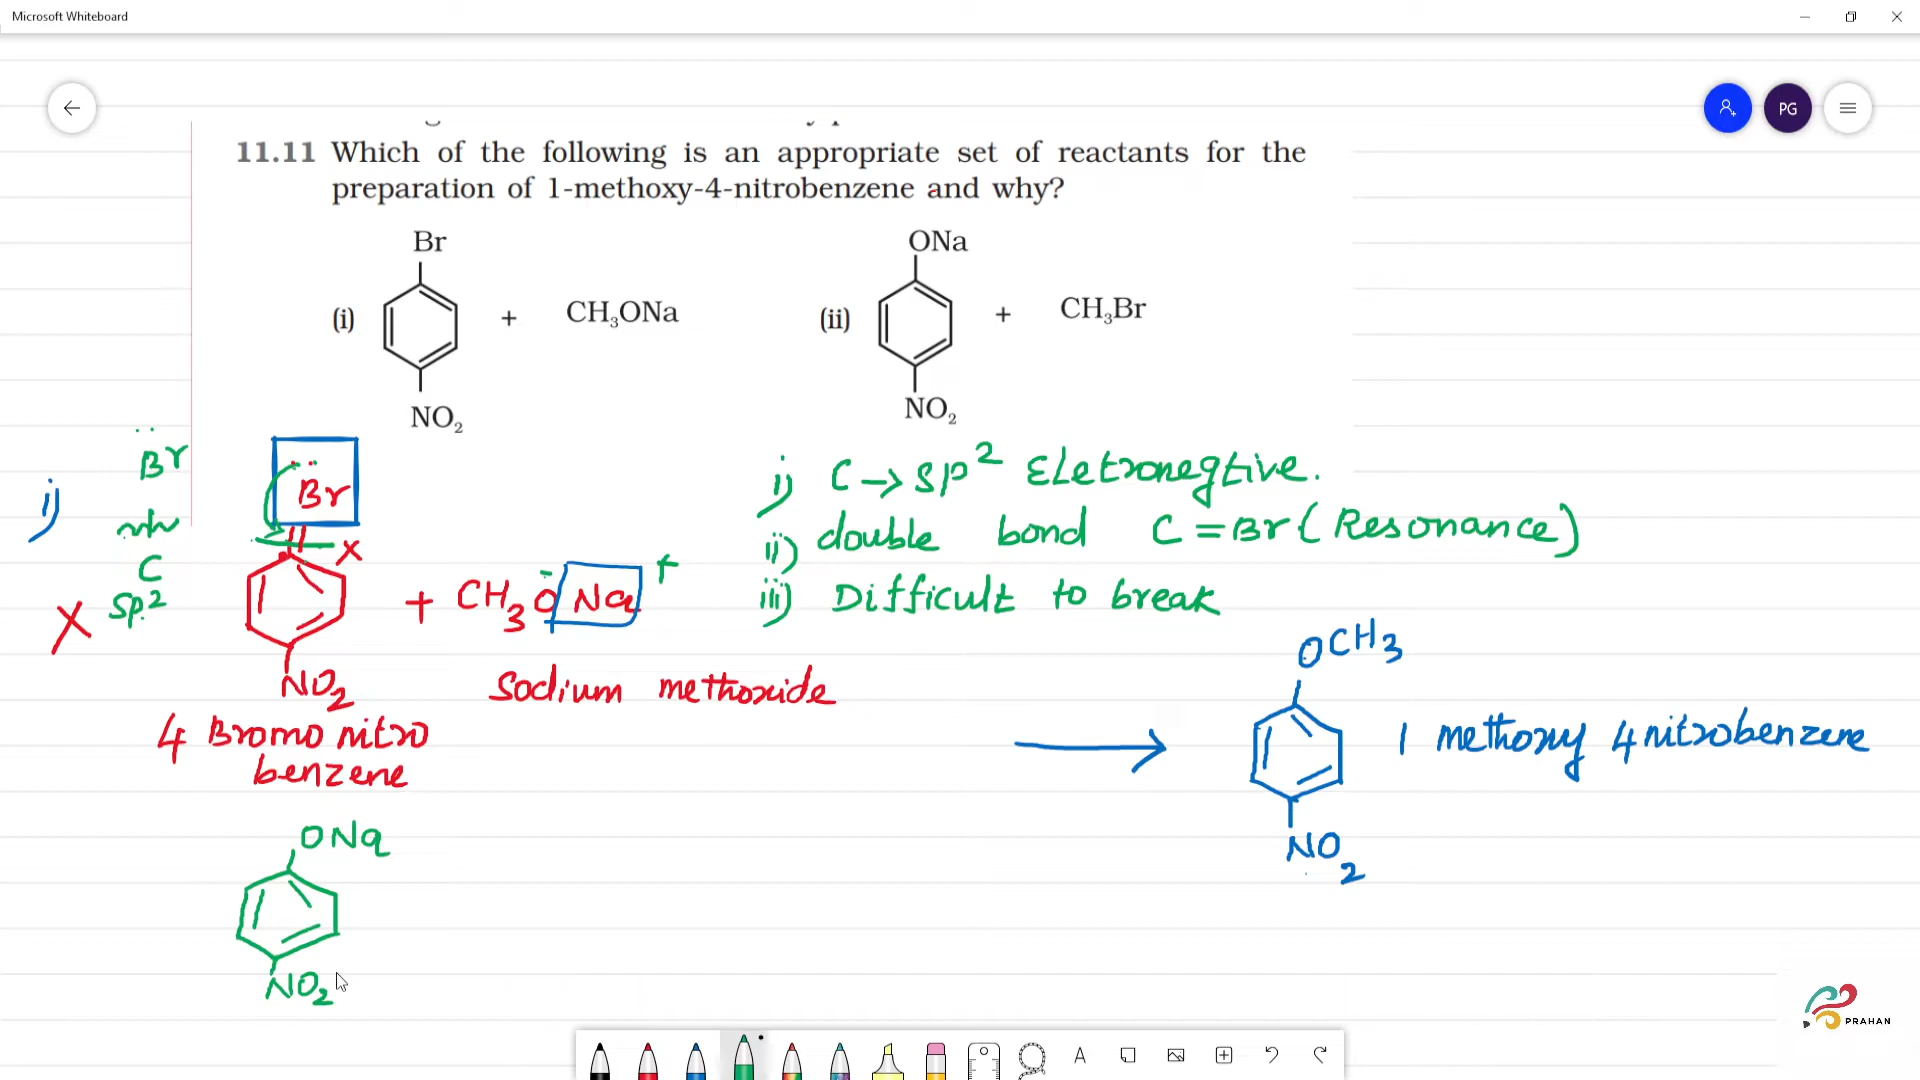 Microsoft Whiteboard
PG
11.11 Which of the following is an appropriate set of reactants for the
preparation of 1-methoxy-4-nitrobenzene and why?
Br
(i) + CH₃ONa
NO₂
ONa
(ii) + CH₃Br
NO₂
i)
Br
C
sp²
X
Br
X
+ CH₃O⁻ Na⁺
NO₂
Sodium methoxide
4 Bromo nitro
benzene
i) C → sp² Eletronegtive.
ii) double bond C = Br ( Resonance )
iii) Difficult to break
OCH₃
1 methoxy 4 nitrobenzene
NO₂
ONa
NO₂
A
PRAHAN